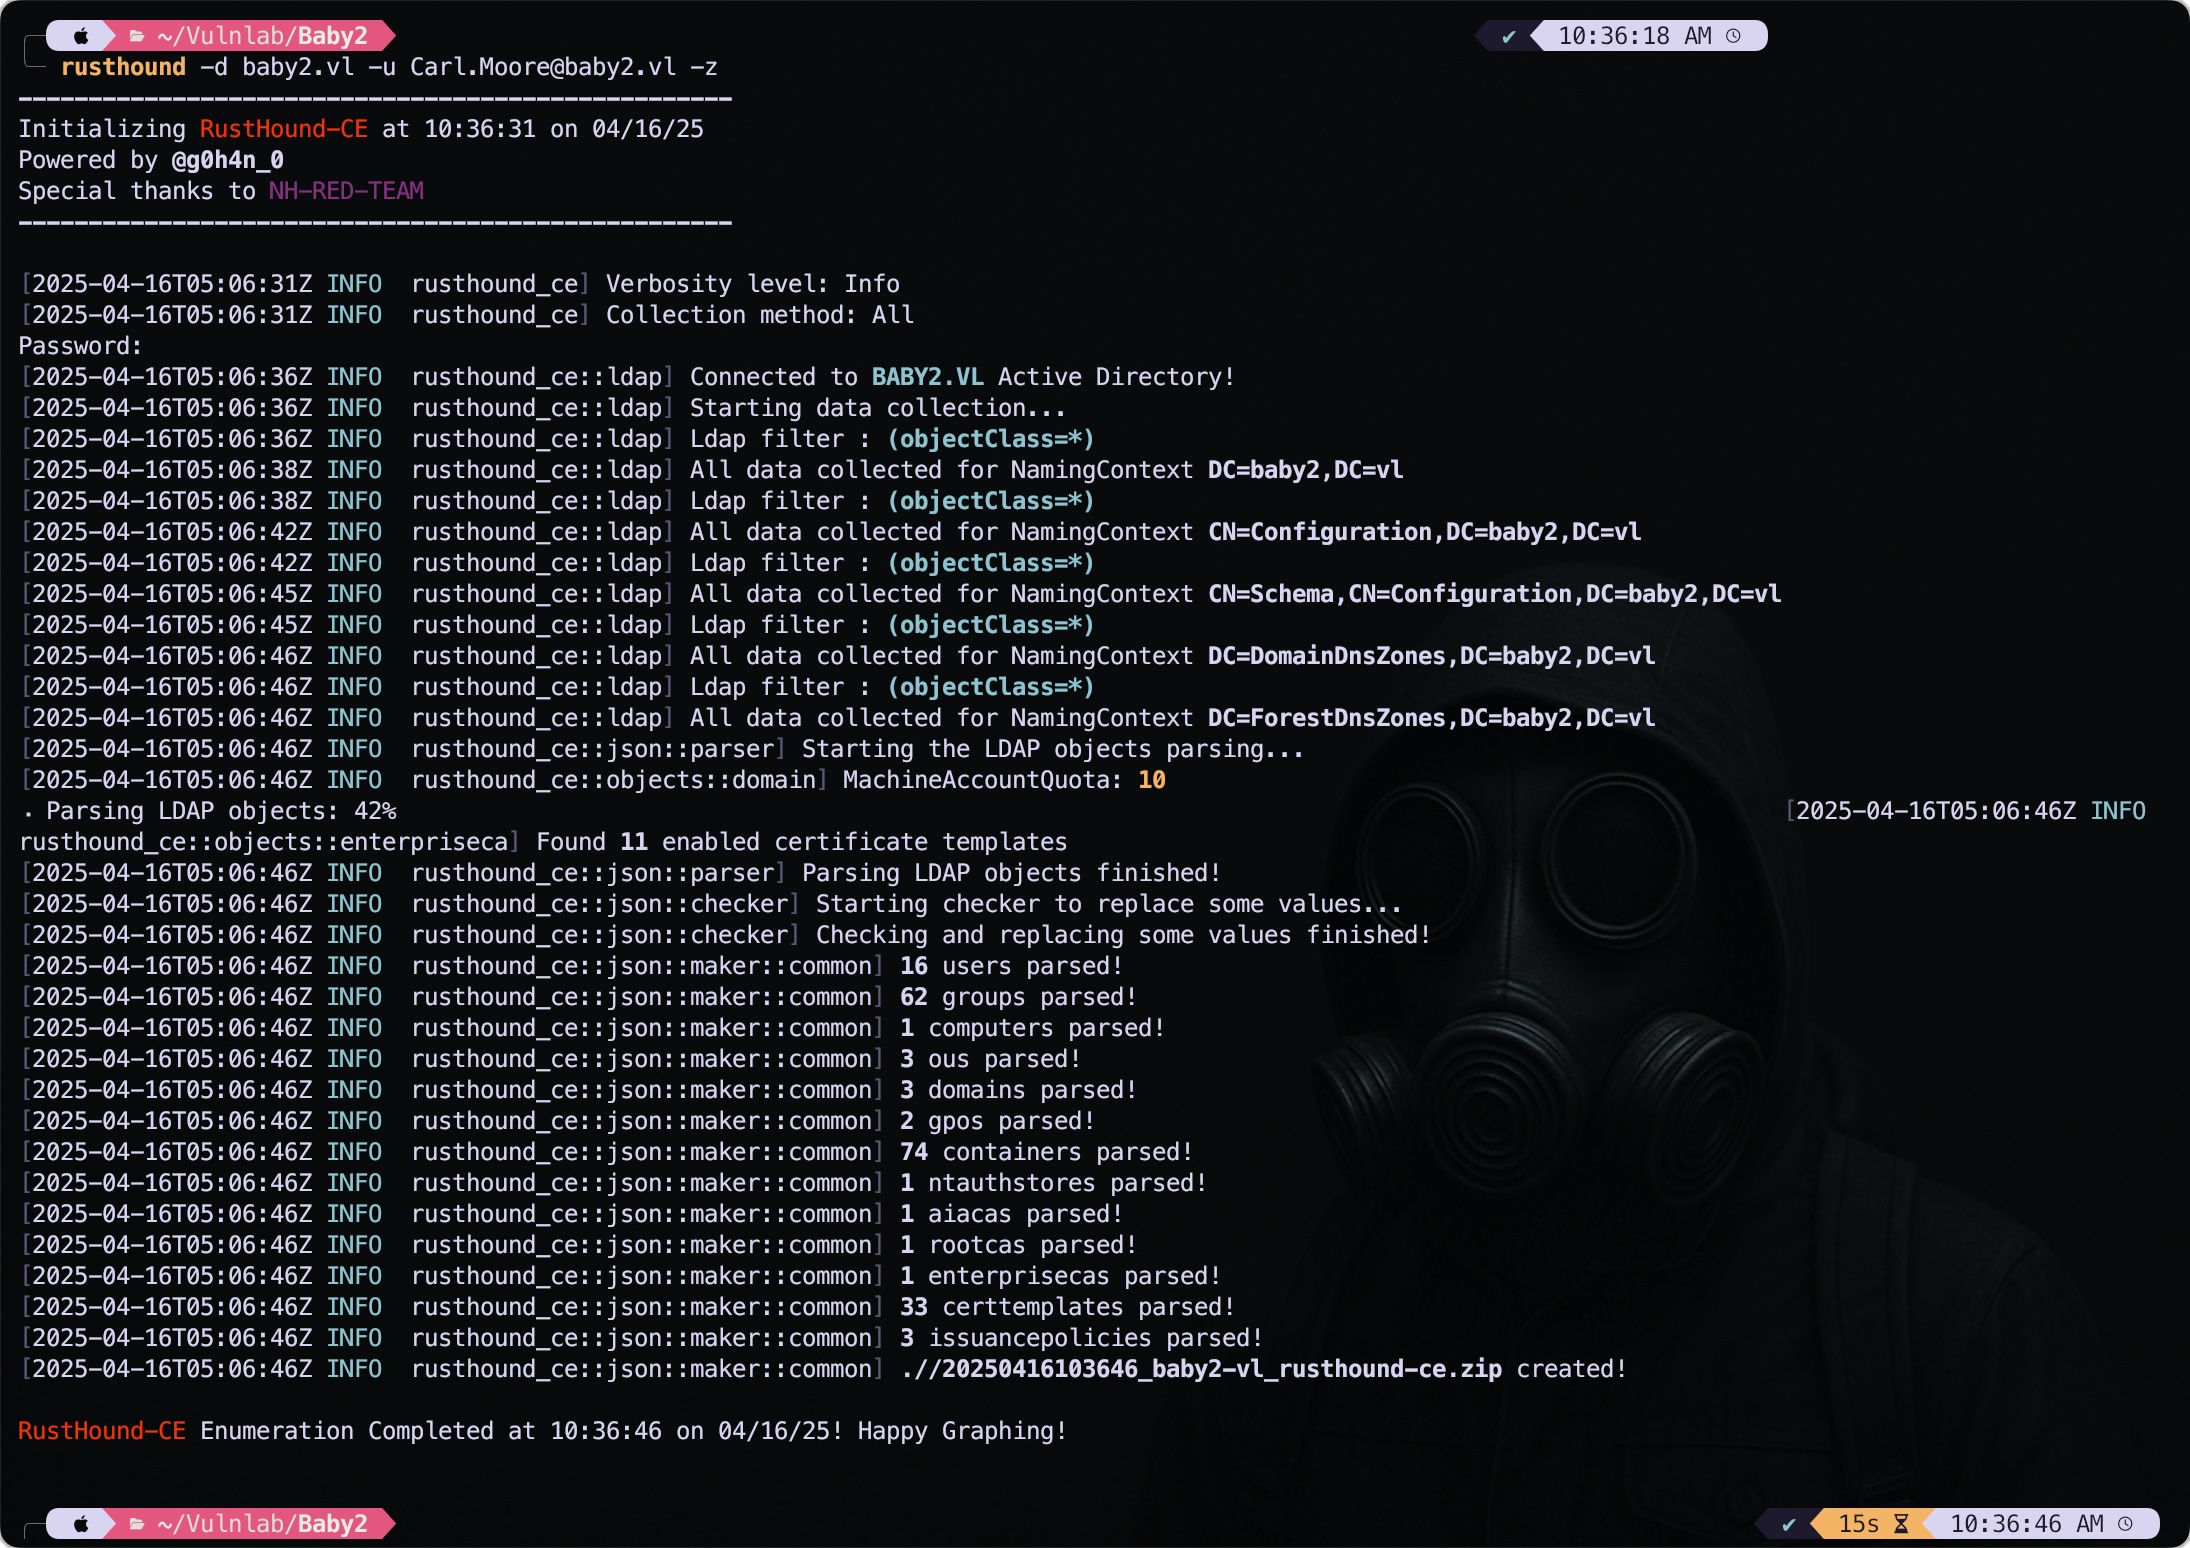 ~/Vulnlab/Baby2 ✔ 10:36:18 AM
rusthound -d baby2.vl -u Carl.Moore@baby2.vl -z
---------------------------------------------------
Initializing RustHound-CE at 10:36:31 on 04/16/25
Powered by @g0h4n_0
Special thanks to NH-RED-TEAM
---------------------------------------------------
[2025-04-16T05:06:31Z INFO  rusthound_ce] Verbosity level: Info
[2025-04-16T05:06:31Z INFO  rusthound_ce] Collection method: All
Password:
[2025-04-16T05:06:36Z INFO  rusthound_ce::ldap] Connected to BABY2.VL Active Directory!
[2025-04-16T05:06:36Z INFO  rusthound_ce::ldap] Starting data collection...
[2025-04-16T05:06:36Z INFO  rusthound_ce::ldap] Ldap filter : (objectClass=*)
[2025-04-16T05:06:38Z INFO  rusthound_ce::ldap] All data collected for NamingContext DC=baby2,DC=vl
[2025-04-16T05:06:38Z INFO  rusthound_ce::ldap] Ldap filter : (objectClass=*)
[2025-04-16T05:06:42Z INFO  rusthound_ce::ldap] All data collected for NamingContext CN=Configuration,DC=baby2,DC=vl
[2025-04-16T05:06:42Z INFO  rusthound_ce::ldap] Ldap filter : (objectClass=*)
[2025-04-16T05:06:45Z INFO  rusthound_ce::ldap] All data collected for NamingContext CN=Schema,CN=Configuration,DC=baby2,DC=vl
[2025-04-16T05:06:45Z INFO  rusthound_ce::ldap] Ldap filter : (objectClass=*)
[2025-04-16T05:06:46Z INFO  rusthound_ce::ldap] All data collected for NamingContext DC=DomainDnsZones,DC=baby2,DC=vl
[2025-04-16T05:06:46Z INFO  rusthound_ce::ldap] Ldap filter : (objectClass=*)
[2025-04-16T05:06:46Z INFO  rusthound_ce::ldap] All data collected for NamingContext DC=ForestDnsZones,DC=baby2,DC=vl
[2025-04-16T05:06:46Z INFO  rusthound_ce::json::parser] Starting the LDAP objects parsing...
[2025-04-16T05:06:46Z INFO  rusthound_ce::objects::domain] MachineAccountQuota: 10
. Parsing LDAP objects: 42% [2025-04-16T05:06:46Z INFO
rusthound_ce::objects::enterpriseca] Found 11 enabled certificate templates
[2025-04-16T05:06:46Z INFO  rusthound_ce::json::parser] Parsing LDAP objects finished!
[2025-04-16T05:06:46Z INFO  rusthound_ce::json::checker] Starting checker to replace some values...
[2025-04-16T05:06:46Z INFO  rusthound_ce::json::checker] Checking and replacing some values finished!
[2025-04-16T05:06:46Z INFO  rusthound_ce::json::maker::common] 16 users parsed!
[2025-04-16T05:06:46Z INFO  rusthound_ce::json::maker::common] 62 groups parsed!
[2025-04-16T05:06:46Z INFO  rusthound_ce::json::maker::common] 1 computers parsed!
[2025-04-16T05:06:46Z INFO  rusthound_ce::json::maker::common] 3 ous parsed!
[2025-04-16T05:06:46Z INFO  rusthound_ce::json::maker::common] 3 domains parsed!
[2025-04-16T05:06:46Z INFO  rusthound_ce::json::maker::common] 2 gpos parsed!
[2025-04-16T05:06:46Z INFO  rusthound_ce::json::maker::common] 74 containers parsed!
[2025-04-16T05:06:46Z INFO  rusthound_ce::json::maker::common] 1 ntauthstores parsed!
[2025-04-16T05:06:46Z INFO  rusthound_ce::json::maker::common] 1 aiacas parsed!
[2025-04-16T05:06:46Z INFO  rusthound_ce::json::maker::common] 1 rootcas parsed!
[2025-04-16T05:06:46Z INFO  rusthound_ce::json::maker::common] 1 enterprisecas parsed!
[2025-04-16T05:06:46Z INFO  rusthound_ce::json::maker::common] 33 certtemplates parsed!
[2025-04-16T05:06:46Z INFO  rusthound_ce::json::maker::common] 3 issuancepolicies parsed!
[2025-04-16T05:06:46Z INFO  rusthound_ce::json::maker::common] .//20250416103646_baby2-vl_rusthound-ce.zip created!
RustHound-CE Enumeration Completed at 10:36:46 on 04/16/25! Happy Graphing!
~/Vulnlab/Baby2 ✔ 15s 10:36:46 AM